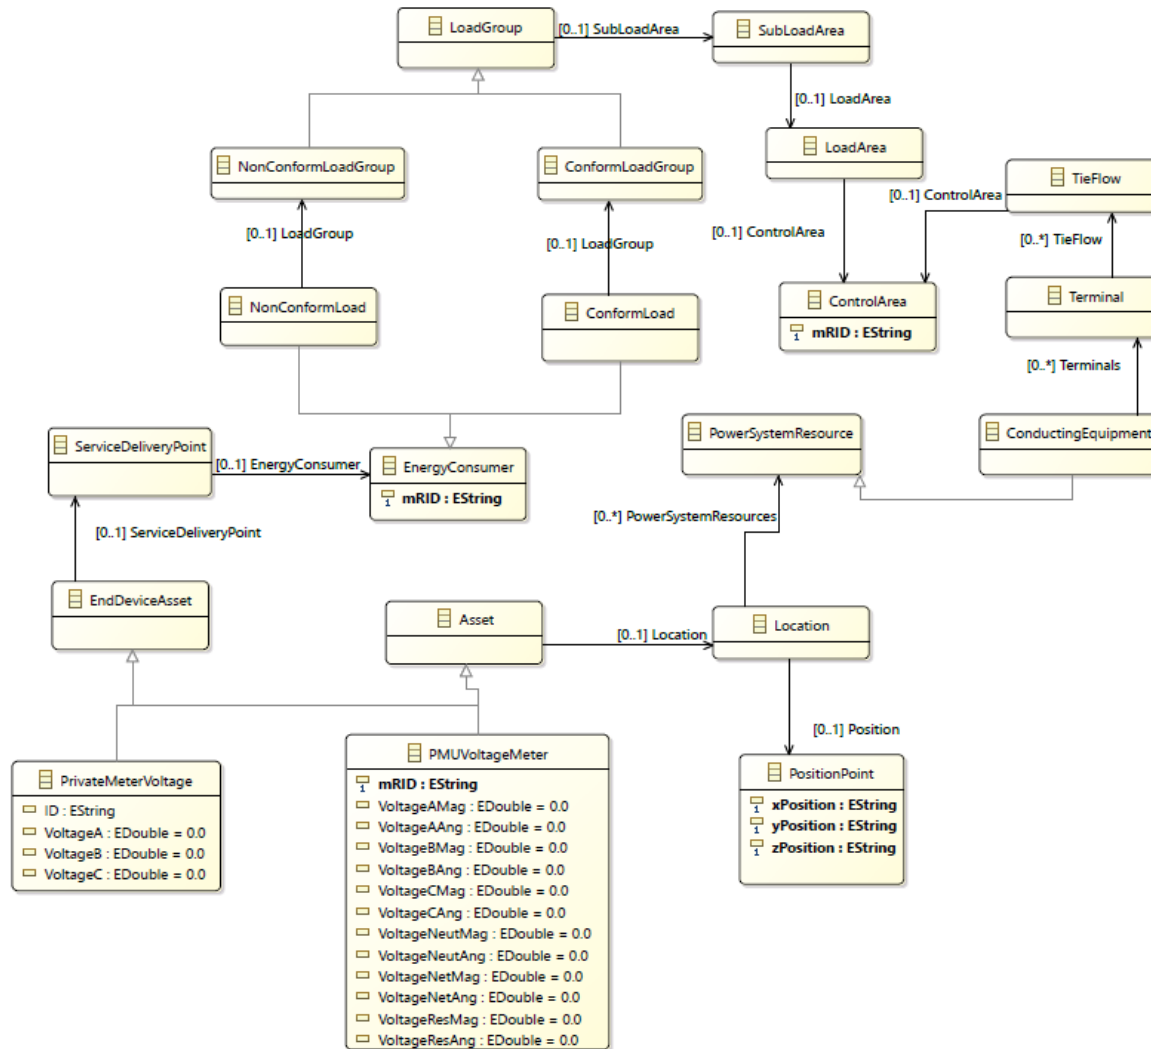 LoadGroup
[0..1] SubLoadArea
SubLoadArea
[0..1] LoadArea
NonConformLoadGroup
ConformLoadGroup
LoadArea
TieFlow
[0..1] ControlArea
[0..1] LoadGroup
[0..1] LoadGroup
[0..1] ControlArea
[0..*] TieFlow
NonConformLoad
ConformLoad
ControlArea
1 mRID : EString
Terminal
[0..*] Terminals
ServiceDeliveryPoint
[0..1] EnergyConsumer
EnergyConsumer
1 mRID : EString
PowerSystemResource
ConductingEquipment
[0..*] PowerSystemResources
[0..1] ServiceDeliveryPoint
EndDeviceAsset
Asset
[0..1] Location
Location
[0..1] Position
PrivateMeterVoltage
ID : EString
VoltageA : EDouble = 0.0
VoltageB : EDouble = 0.0
VoltageC : EDouble = 0.0
PMUVoltageMeter
1 mRID : EString
VoltageAMag : EDouble = 0.0
VoltageAAng : EDouble = 0.0
VoltageBMag : EDouble = 0.0
VoltageBAng : EDouble = 0.0
VoltageCMag : EDouble = 0.0
VoltageCAng : EDouble = 0.0
VoltageNeutMag : EDouble = 0.0
VoltageNeutAng : EDouble = 0.0
VoltageNetMag : EDouble = 0.0
VoltageNetAng : EDouble = 0.0
VoltageResMag : EDouble = 0.0
VoltageResAng : EDouble = 0.0
PositionPoint
1 xPosition : EString
1 yPosition : EString
1 zPosition : EString